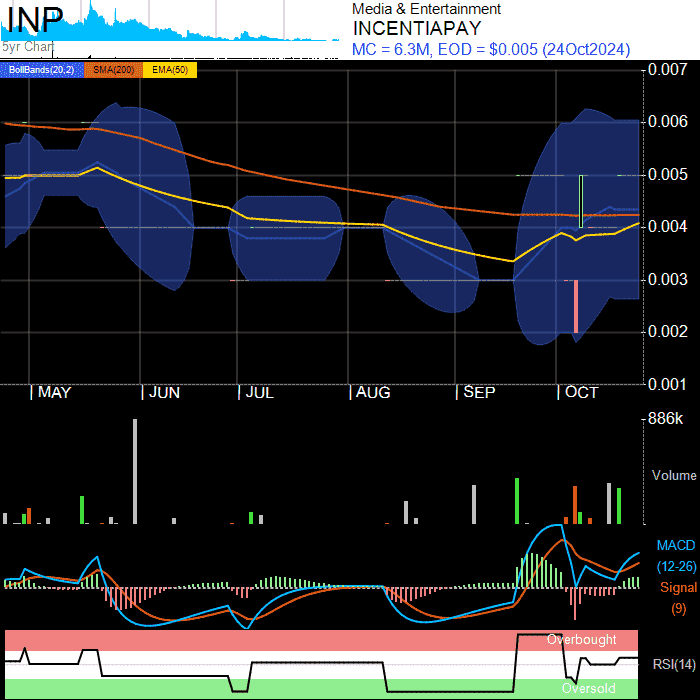 INP
5yr Chart
Media & Entertainment
INCENTIAPAY
MC = 6.3M, EOD = $0.005 (24Oct2024)
BollBands(20,2) SMA(200) EMA(50)
0.007
0.006
0.005
0.004
0.003
0.002
0.001
MAY JUN JUL AUG SEP OCT
886k
Volume
MACD
(12-26)
Signal
(9)
Overbought
RSI(14)
Oversold